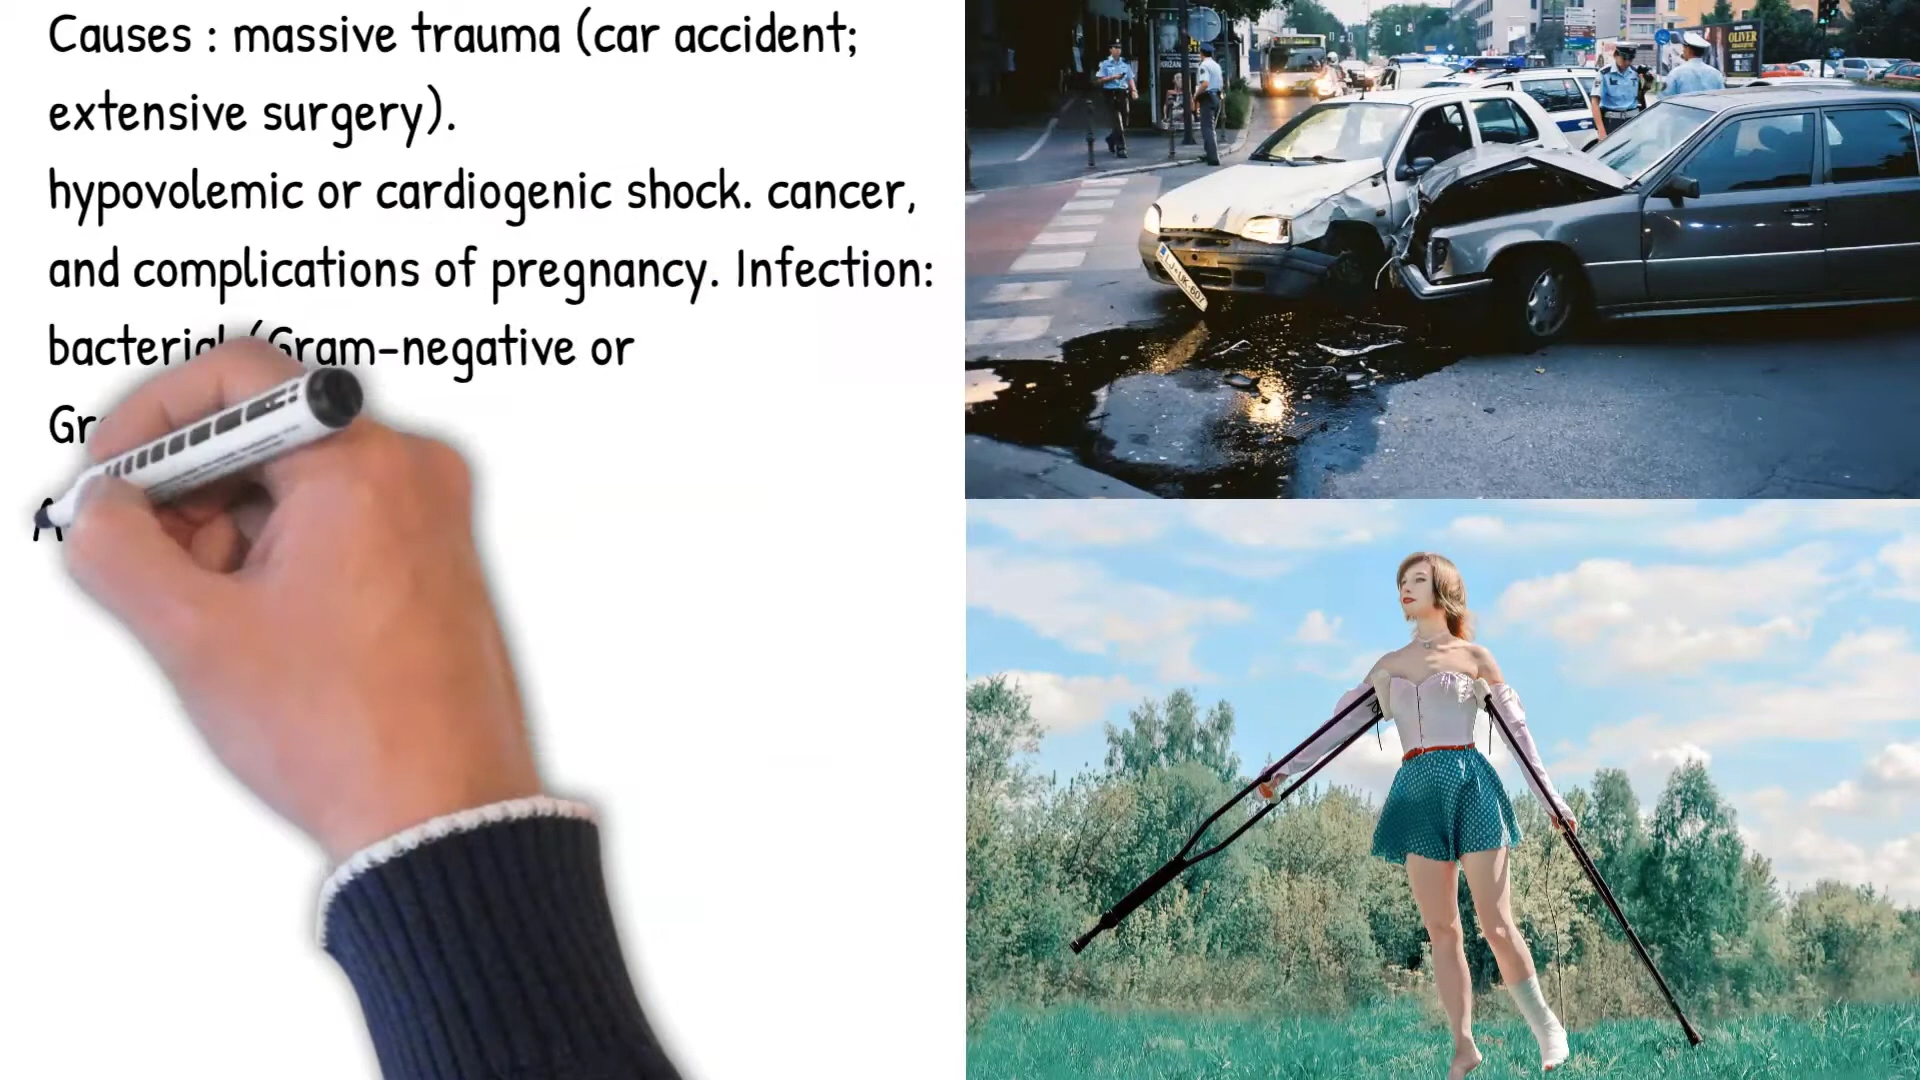 Causes : massive trauma (car accident;
extensive surgery).
hypovolemic or cardiogenic shock. cancer,
and complications of pregnancy. Infection:
(Gram-negative or
OLIVER